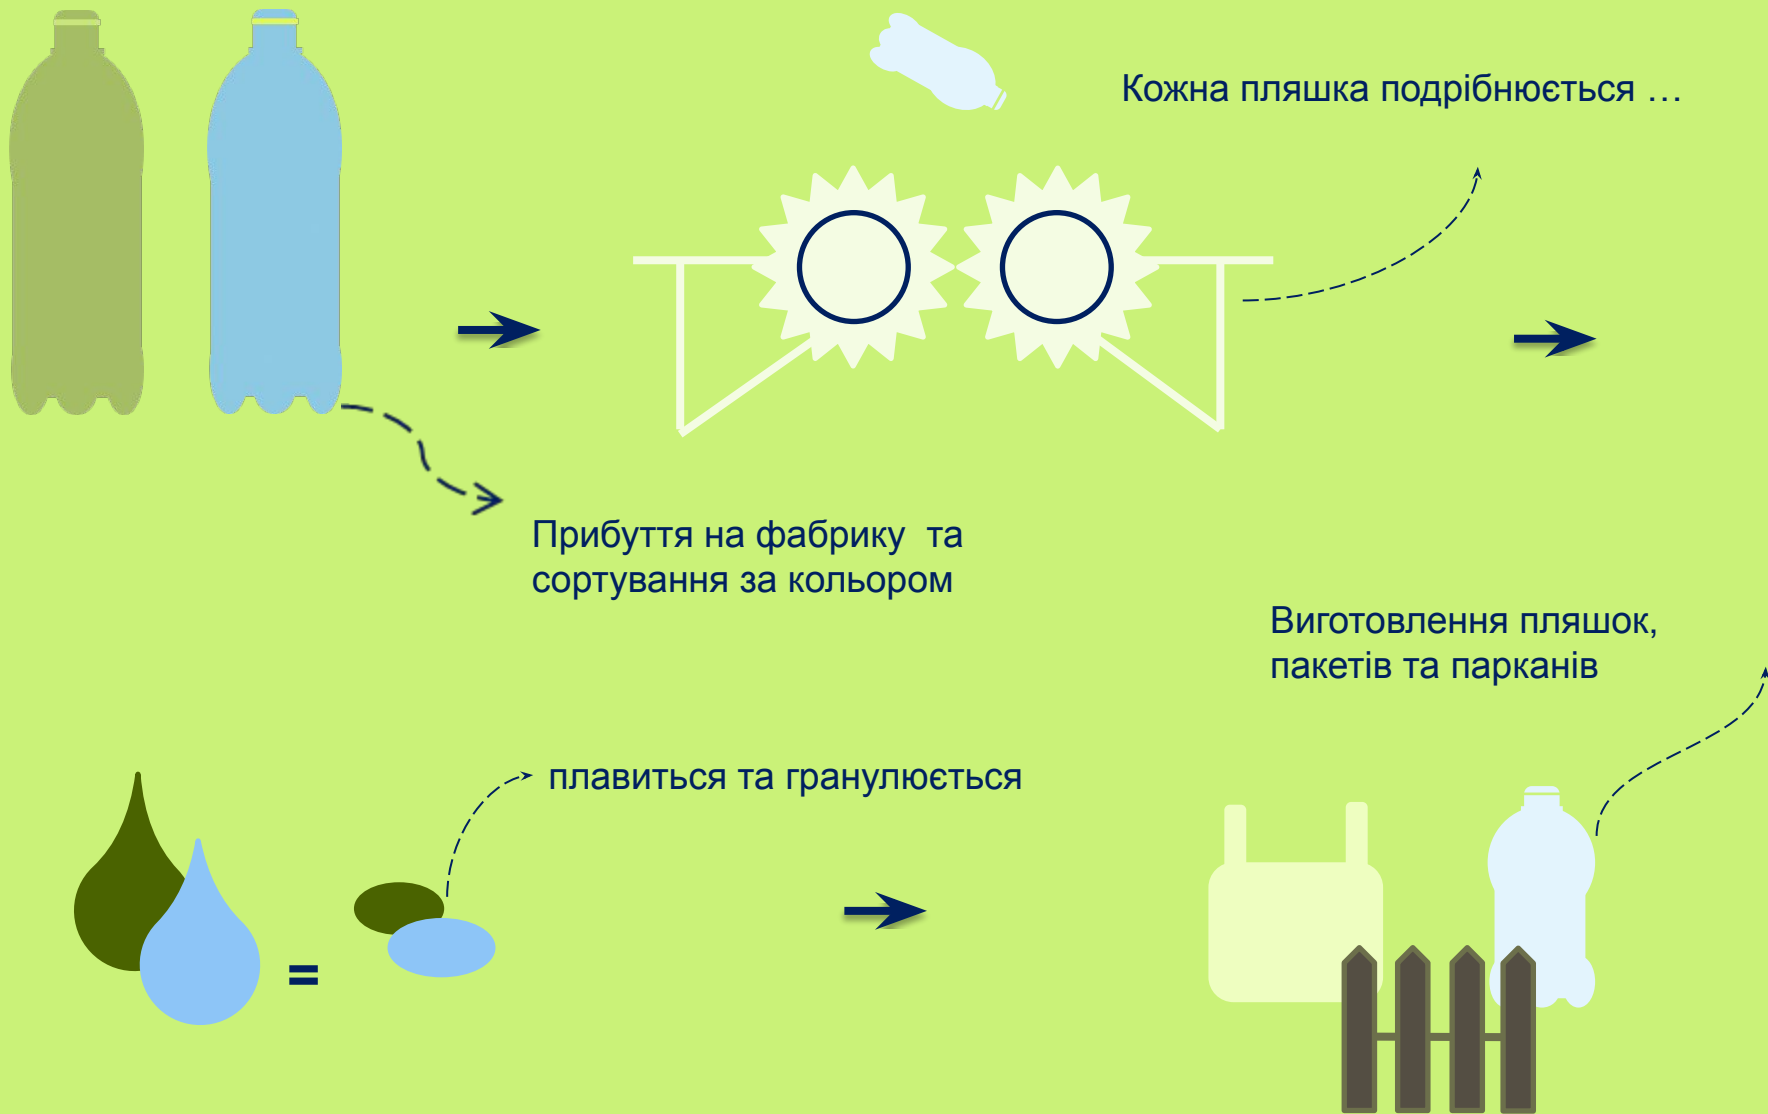 Кожна пляшка подрібнюється …
Прибуття на фабрику  та
сортування за кольором
Виготовлення пляшок,
пакетів та парканів
плавиться та гранулюється
=